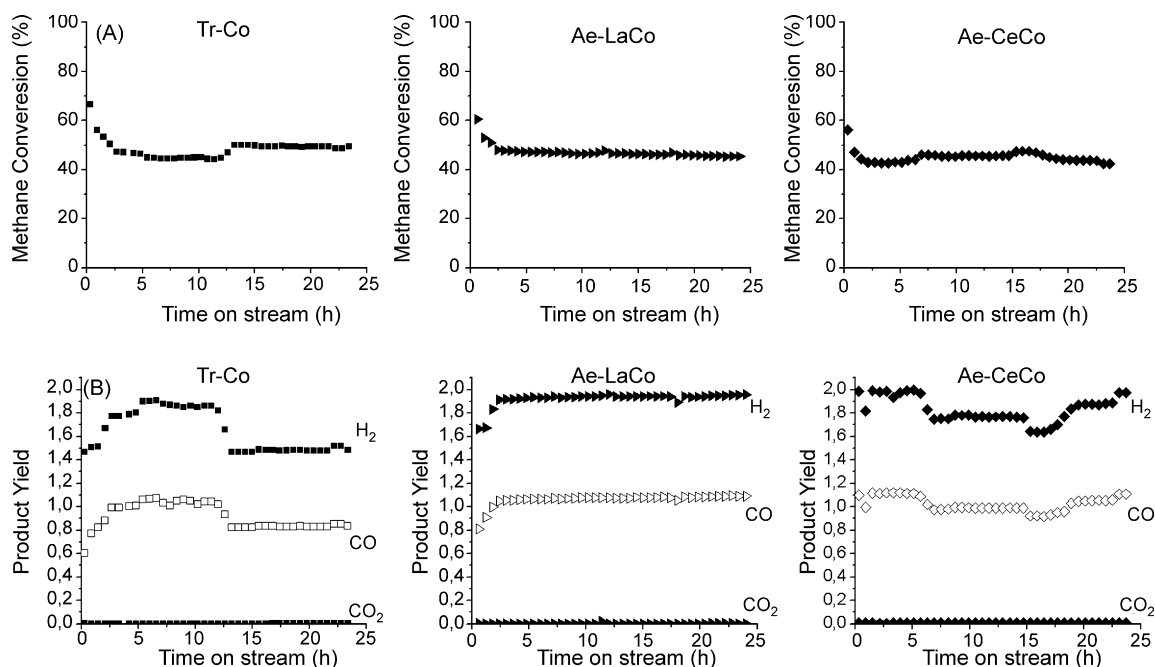 (A)
Tr-Co
Methane Converesion (%)
100
80
60
40
20
0
0 5 10 15 20 25
Time on stream (h)
Ae-LaCo
Methane Converesion (%)
100
80
60
40
20
0
0 5 10 15 20 25
Time on stream (h)
Ae-CeCo
Methane Converesion (%)
100
80
60
40
20
0
0 5 10 15 20 25
Time on stream (h)
(B)
Tr-Co
Product Yield
2,0
1,8
1,6
1,4
1,2
1,0
0,8
0,6
0,4
0,2
0,0
H₂
CO
CO₂
0 5 10 15 20 25
Time on stream (h)
Ae-LaCo
Product Yield
2,0
1,8
1,6
1,4
1,2
1,0
0,8
0,6
0,4
0,2
0,0
H₂
CO
CO₂
0 5 10 15 20 25
Time on stream (h)
Ae-CeCo
Product Yield
2,0
1,8
1,6
1,4
1,2
1,0
0,8
0,6
0,4
0,2
0,0
H₂
CO
CO₂
0 5 10 15 20 25
Time on stream (h)